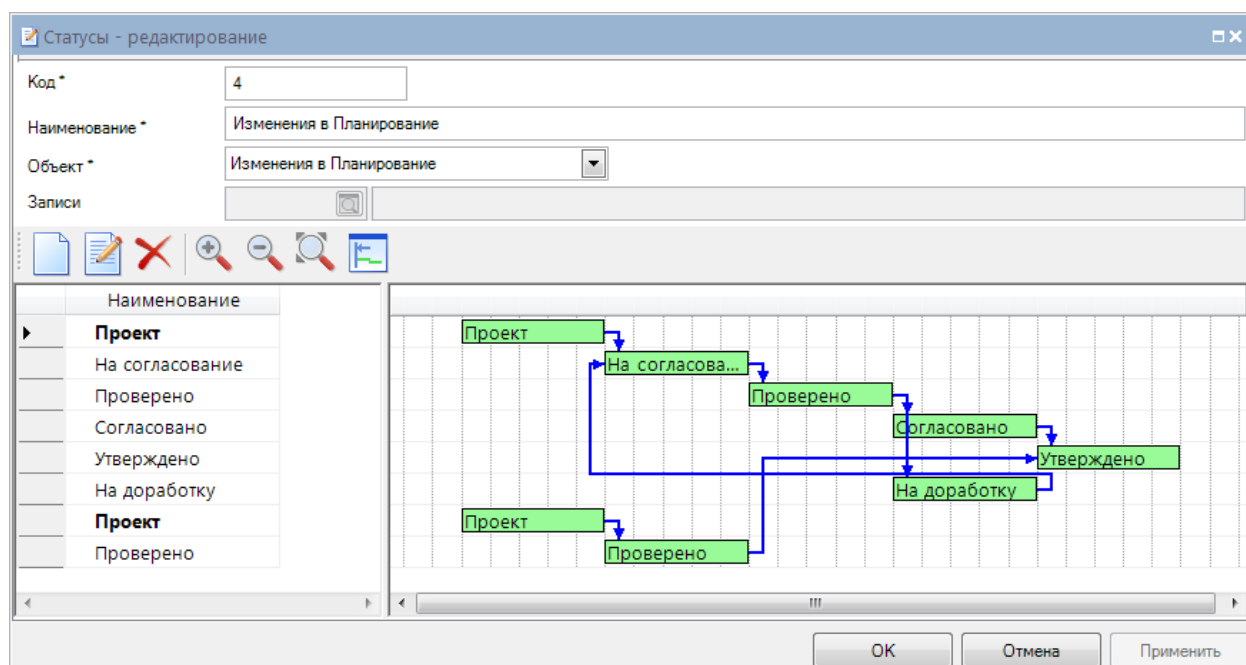 Статусы - редактирование
Код * 4
Наименование * Изменения в Планирование
Объект * Изменения в Планирование
Записи
Наименование
Проект Проект
На согласование На согласова...
Проверено Проверено
Согласовано Согласовано
Утверждено Утверждено
На доработку На доработку
Проект Проект
Проверено Проверено
OK Отмена Применить